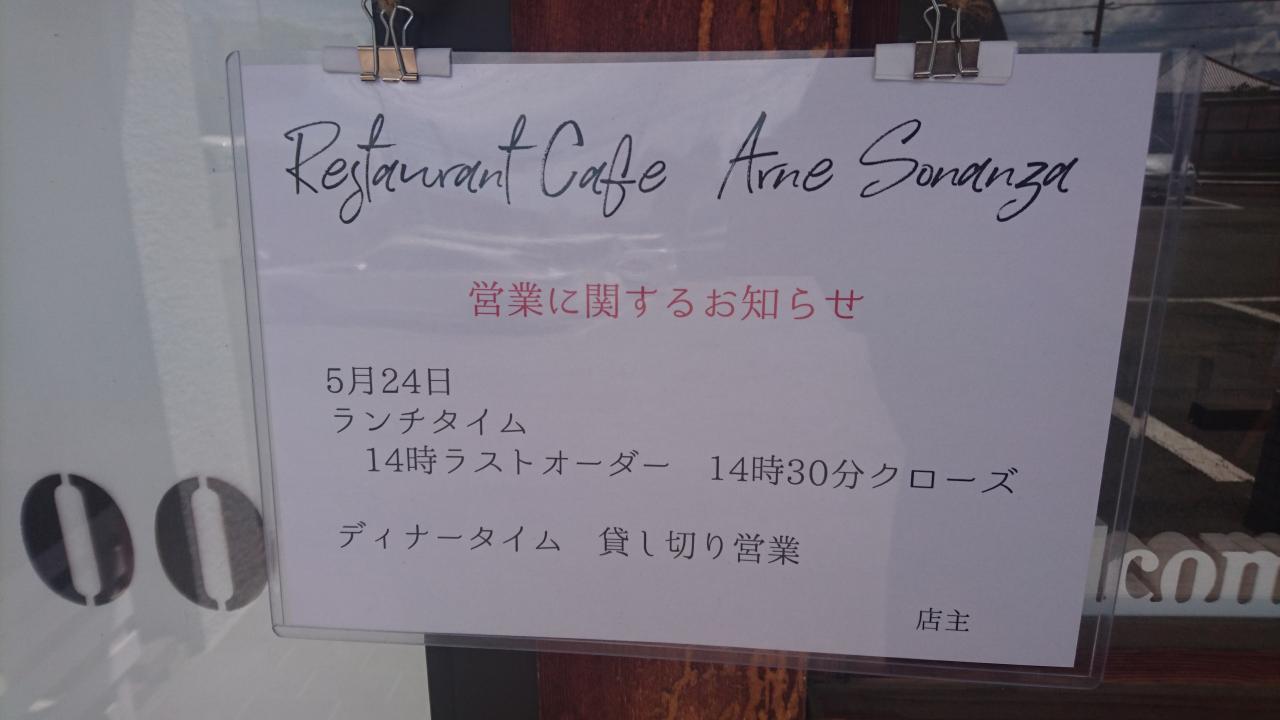 Restaurant Cafe Arne Sonanza
営業に関するお知らせ
5月24日
ランチタイム
14時ラストオーダー 14時30分クローズ
ディナータイム 貸し切り営業
店主
00
com